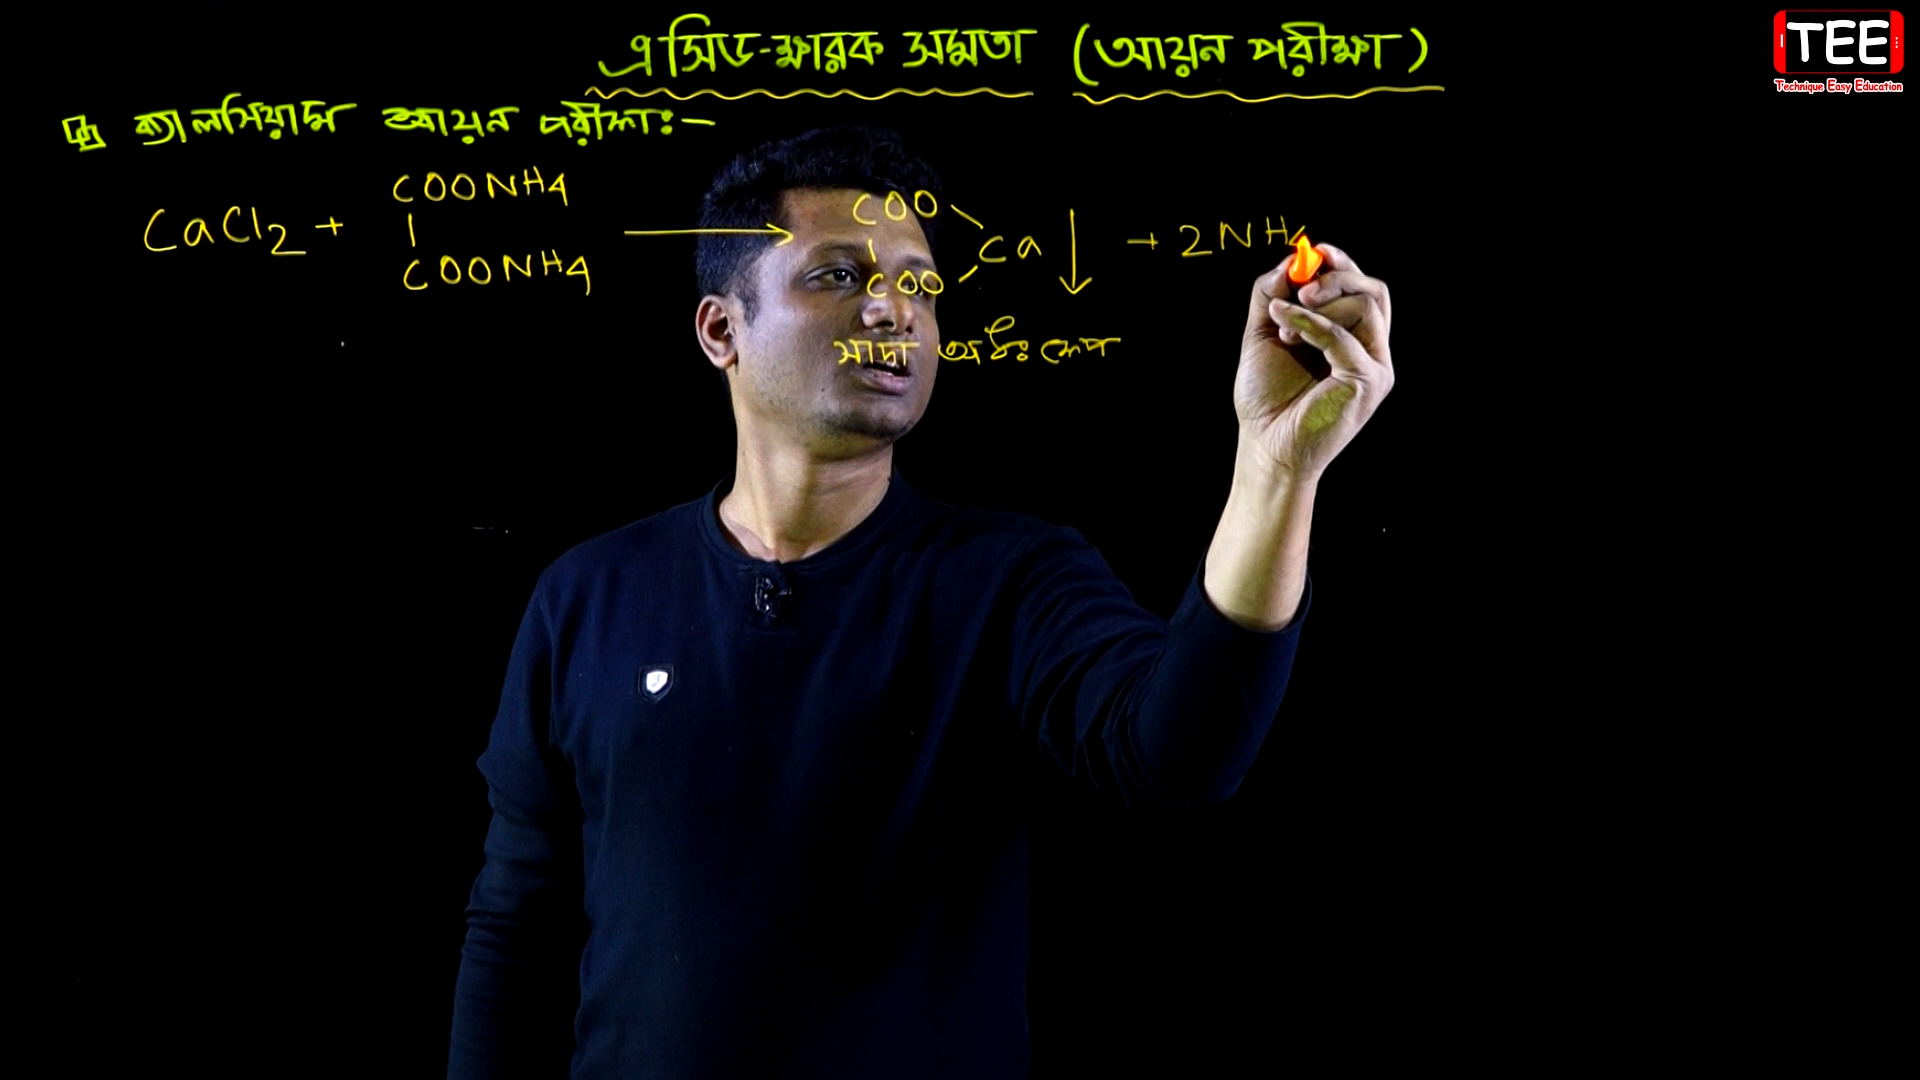 এসিড-ক্ষারক সমতা (আয়ন পরীক্ষা)
TEE
Technique Easy Education
ক্যালসিয়াম আয়ন পরীক্ষা:-
COONH4 COO
CaCl2 + | → | Ca ↓ + 2NH4
COONH4 COO
সাদা অধঃক্ষেপ